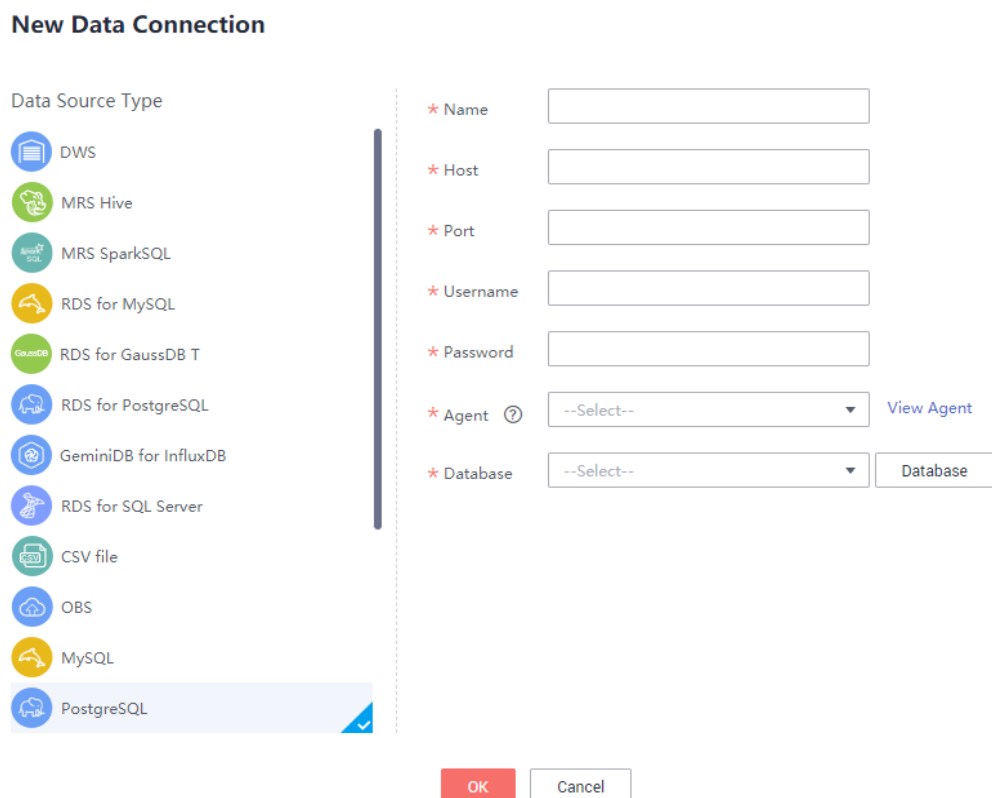 New Data Connection
Data Source Type
DWS
MRS Hive
MRS SparkSQL
RDS for MySQL
GaussDB
RDS for GaussDB T
RDS for PostgreSQL
GeminiDB for InfluxDB
RDS for SQL Server
CSV
CSV file
OBS
MySQL
PostgreSQL
* Name
* Host
* Port
* Username
* Password
* Agent ? --Select-- View Agent
* Database --Select-- Database
OK Cancel